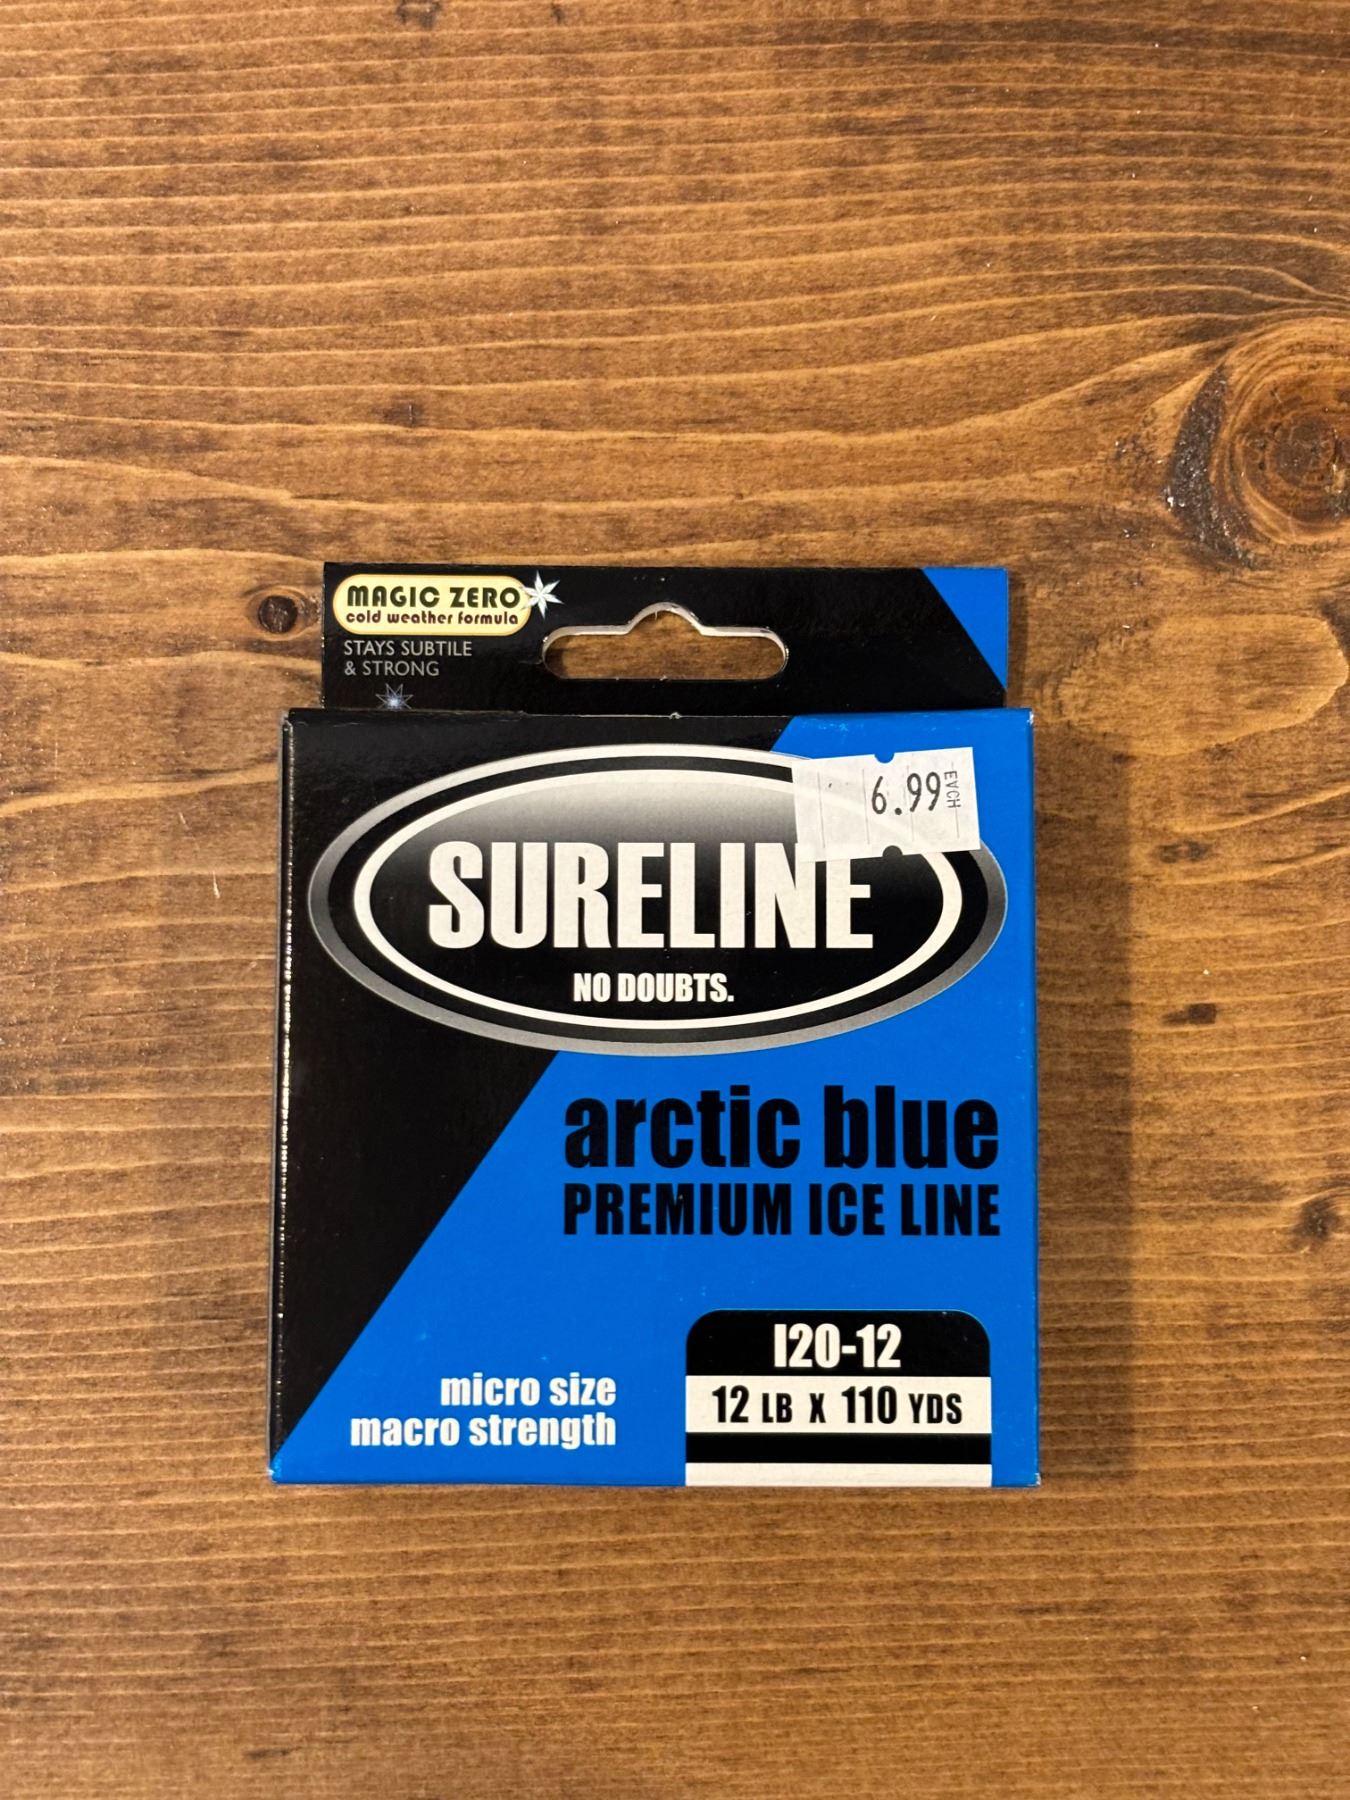 MAGIC ZERO
cold weather formula
STAYS SUBTILE
& STRONG
6.99 EACH
SURELINE
NO DOUBTS.
arctic blue
PREMIUM ICE LINE
I20-12
12 LB X 110 YDS
micro size
macro strength